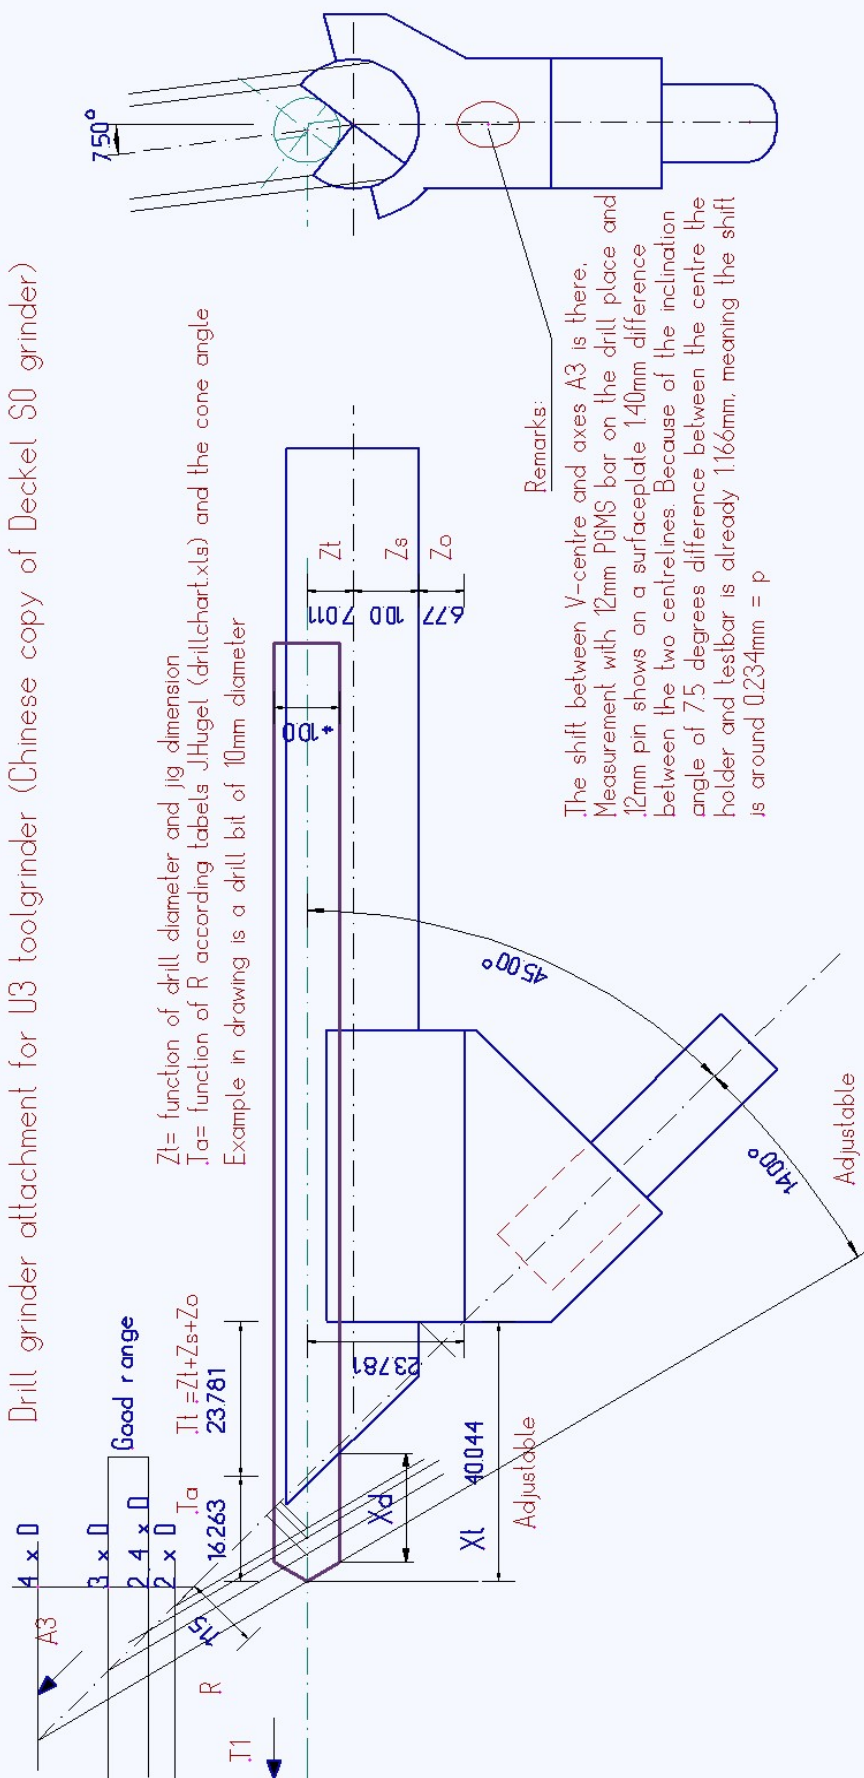 Drill grinder attachment for U3 toolgrinder (Chinese copy of Deckel S0 grinder)
Zt= function of drill diameter and jig dimension
Ta= function of R according tabels J.Hugel (drillchart.xls) and the cone angle
Example in drawing is a drill bit of 10mm diameter
7.50°
4 x D
3 x D
2.4 x D
2 x D
Good range
A3
R
T1
11.5
Ta
16.263
Tt =Zt+Zs+Zo
23.781
*10.0
7.011
10.0
6.77
Zt
Zs
Zo
23.781
Xd
Xt
40.044
Adjustable
45.00°
14.00°
Adjustable
Remarks:
The shift between V-centre and axes A3 is there.
Measurement with 12mm PGMS bar on the drill place and
12mm pin shows on a surfaceplate 1.40mm difference
between the two centrelines. Because of the inclination
angle of 7.5 degrees difference between the centre the
holder and testbar is already 1.166mm, meaning the shift
is around 0.234mm = p